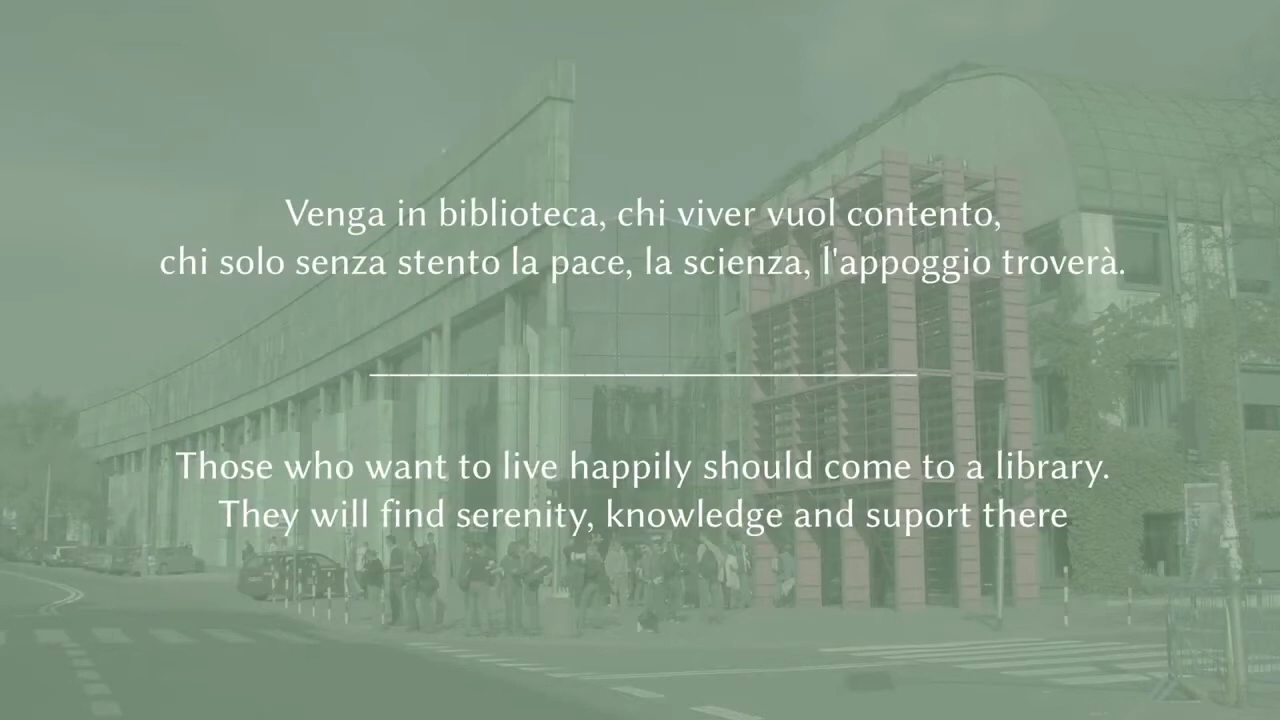 Venga in biblioteca, chi viver vuol contento,
chi solo senza stento la pace, la scienza, l'appoggio troverà.
Those who want to live happily should come to a library.
They will find serenity, knowledge and suport there